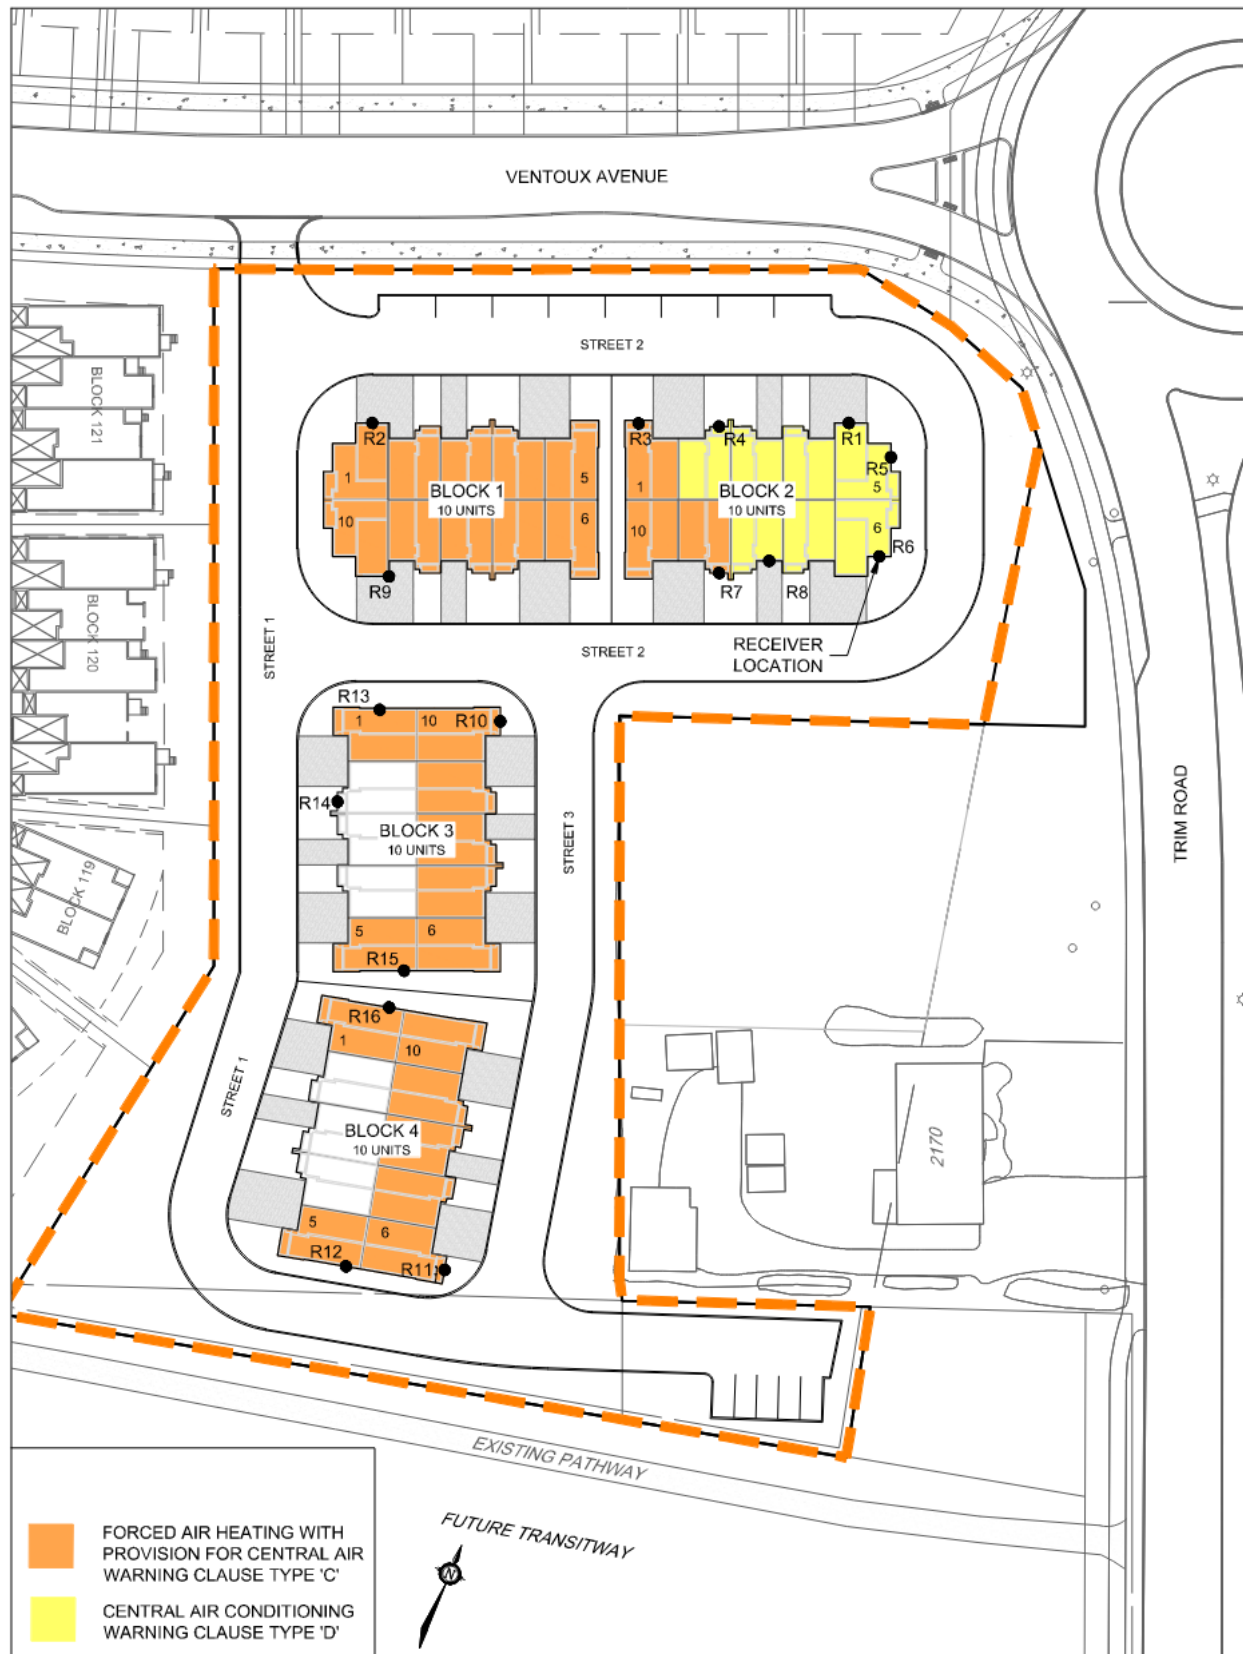 VENTOUX AVENUE
STREET 2
BLOCK 121
R2
R3
R4
R1
R5
1
5
1
5
BLOCK 1
10 UNITS
BLOCK 2
10 UNITS
10
6
10
6
R6
R9
R7
R8
BLOCK 120
STREET 1
STREET 2
RECEIVER
LOCATION
R13
1
10
R10
R14
BLOCK 3
10 UNITS
STREET 3
TRIM ROAD
BLOCK 119
5
6
R15
R16
1
10
STREET 1
BLOCK 4
10 UNITS
2170
5
6
R12
R11
EXISTING PATHWAY
FUTURE TRANSITWAY
N
FORCED AIR HEATING WITH
PROVISION FOR CENTRAL AIR
WARNING CLAUSE TYPE 'C'
CENTRAL AIR CONDITIONING
WARNING CLAUSE TYPE 'D'